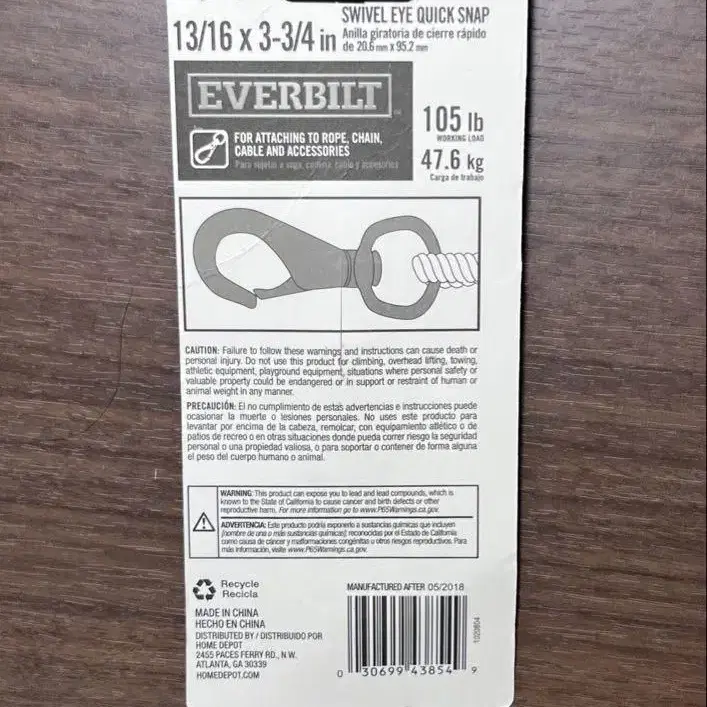 SWIVEL EYE QUICK SNAP
13/16 x 3-3/4 in
Anilla giratoria de cierre rápido
de 20.6 mm X 95.2 mm
EVERBILT
FOR ATTACHING TO ROPE, CHAIN,
CABLE AND ACCESSORIES
Para sujetar a soga, cadena, cable y accesorios
105 lb
WORKING LOAD
47.6 kg
Carga de trabajo
CAUTION: Failure to follow these warnings and instructions can cause death or
personal injury. Do not use this product for climbing, overhead lifting, towing,
athletic equipment, playground equipment, situations where personal safety or
valuable property could be endangered or in support or restraint of human or
animal weight in any manner.
PRECAUCIÓN: El no cumplimiento de estas advertencias e instrucciones puede
ocasionar la muerte o lesiones personales. No uses este producto para
levantar por encima de la cabeza, remolcar, con equipamiento atlético o de
patios de recreo o en otras situaciones donde pueda correr riesgo la seguridad
personal o una propiedad valiosa, o para soportar o contener de forma alguna
el peso del cuerpo humano o animal.
WARNING: This product can expose you to lead and lead compounds, which is
known to the State of California to cause cancer and birth defects or other
reproductive harm. For more information go to www.P65Warnings.ca.gov.
ADVERTENCIA: Este producto podría exponerlo a sustancias químicas que incluyen
[nombre de una o más sustancias químicas] reconocidas por el Estado de California
como causa de cáncer y malformaciones congénitas u otros riesgos reproductivos. Para
más información, visite www.P65Warnings.ca.gov.
Recycle
Recicla
MADE IN CHINA
HECHO EN CHINA
DISTRIBUTED BY / DISTRIBUIDO POR
HOME DEPOT
2455 PACES FERRY RD., N.W.
ATLANTA, GA 30339
HOMEDEPOT.COM
MANUFACTURED AFTER 05/2018
1020804
0 30699 43854 9